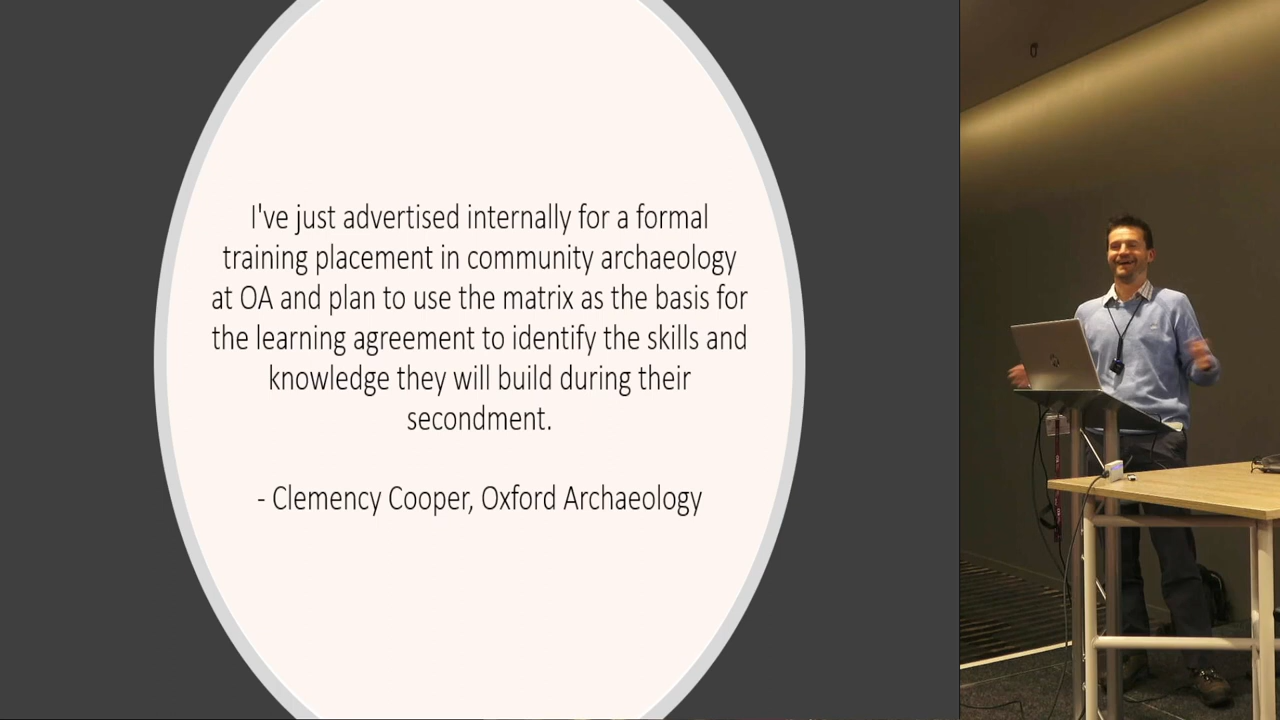 I've just advertised internally for a formal
training placement in community archaeology
at OA and plan to use the matrix as the basis for
the learning agreement to identify the skills and
knowledge they will build during their
secondment.
- Clemency Cooper, Oxford Archaeology